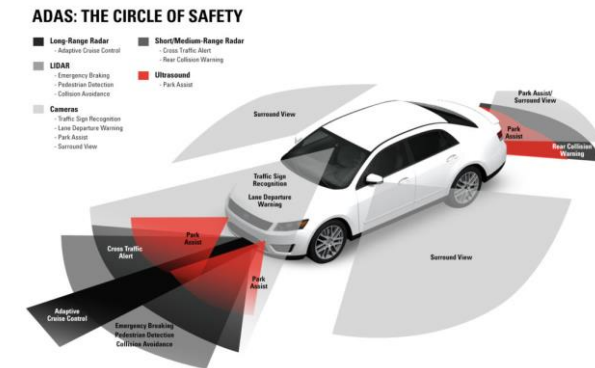 ADAS: THE CIRCLE OF SAFETY
Long-Range Radar
- Adaptive Cruise Control
LIDAR
- Emergency Braking
- Pedestrian Detection
- Collision Avoidance
Cameras
- Traffic Sign Recognition
- Lane Departure Warning
- Park Assist
- Surround View
Short/Medium-Range Radar
- Cross Traffic Alert
- Rear Collision Warning
Ultrasound
- Park Assist
Surround View
Park Assist/
Surround View
Park
Assist
Rear Collision
Warning
Traffic Sign
Recognition
Lane Departure
Warning
Park
Assist
Cross Traffic
Alert
Surround View
Park
Assist
Adaptive
Cruise Control
Emergency Breaking
Pedestrian Detection
Collision Avoidance